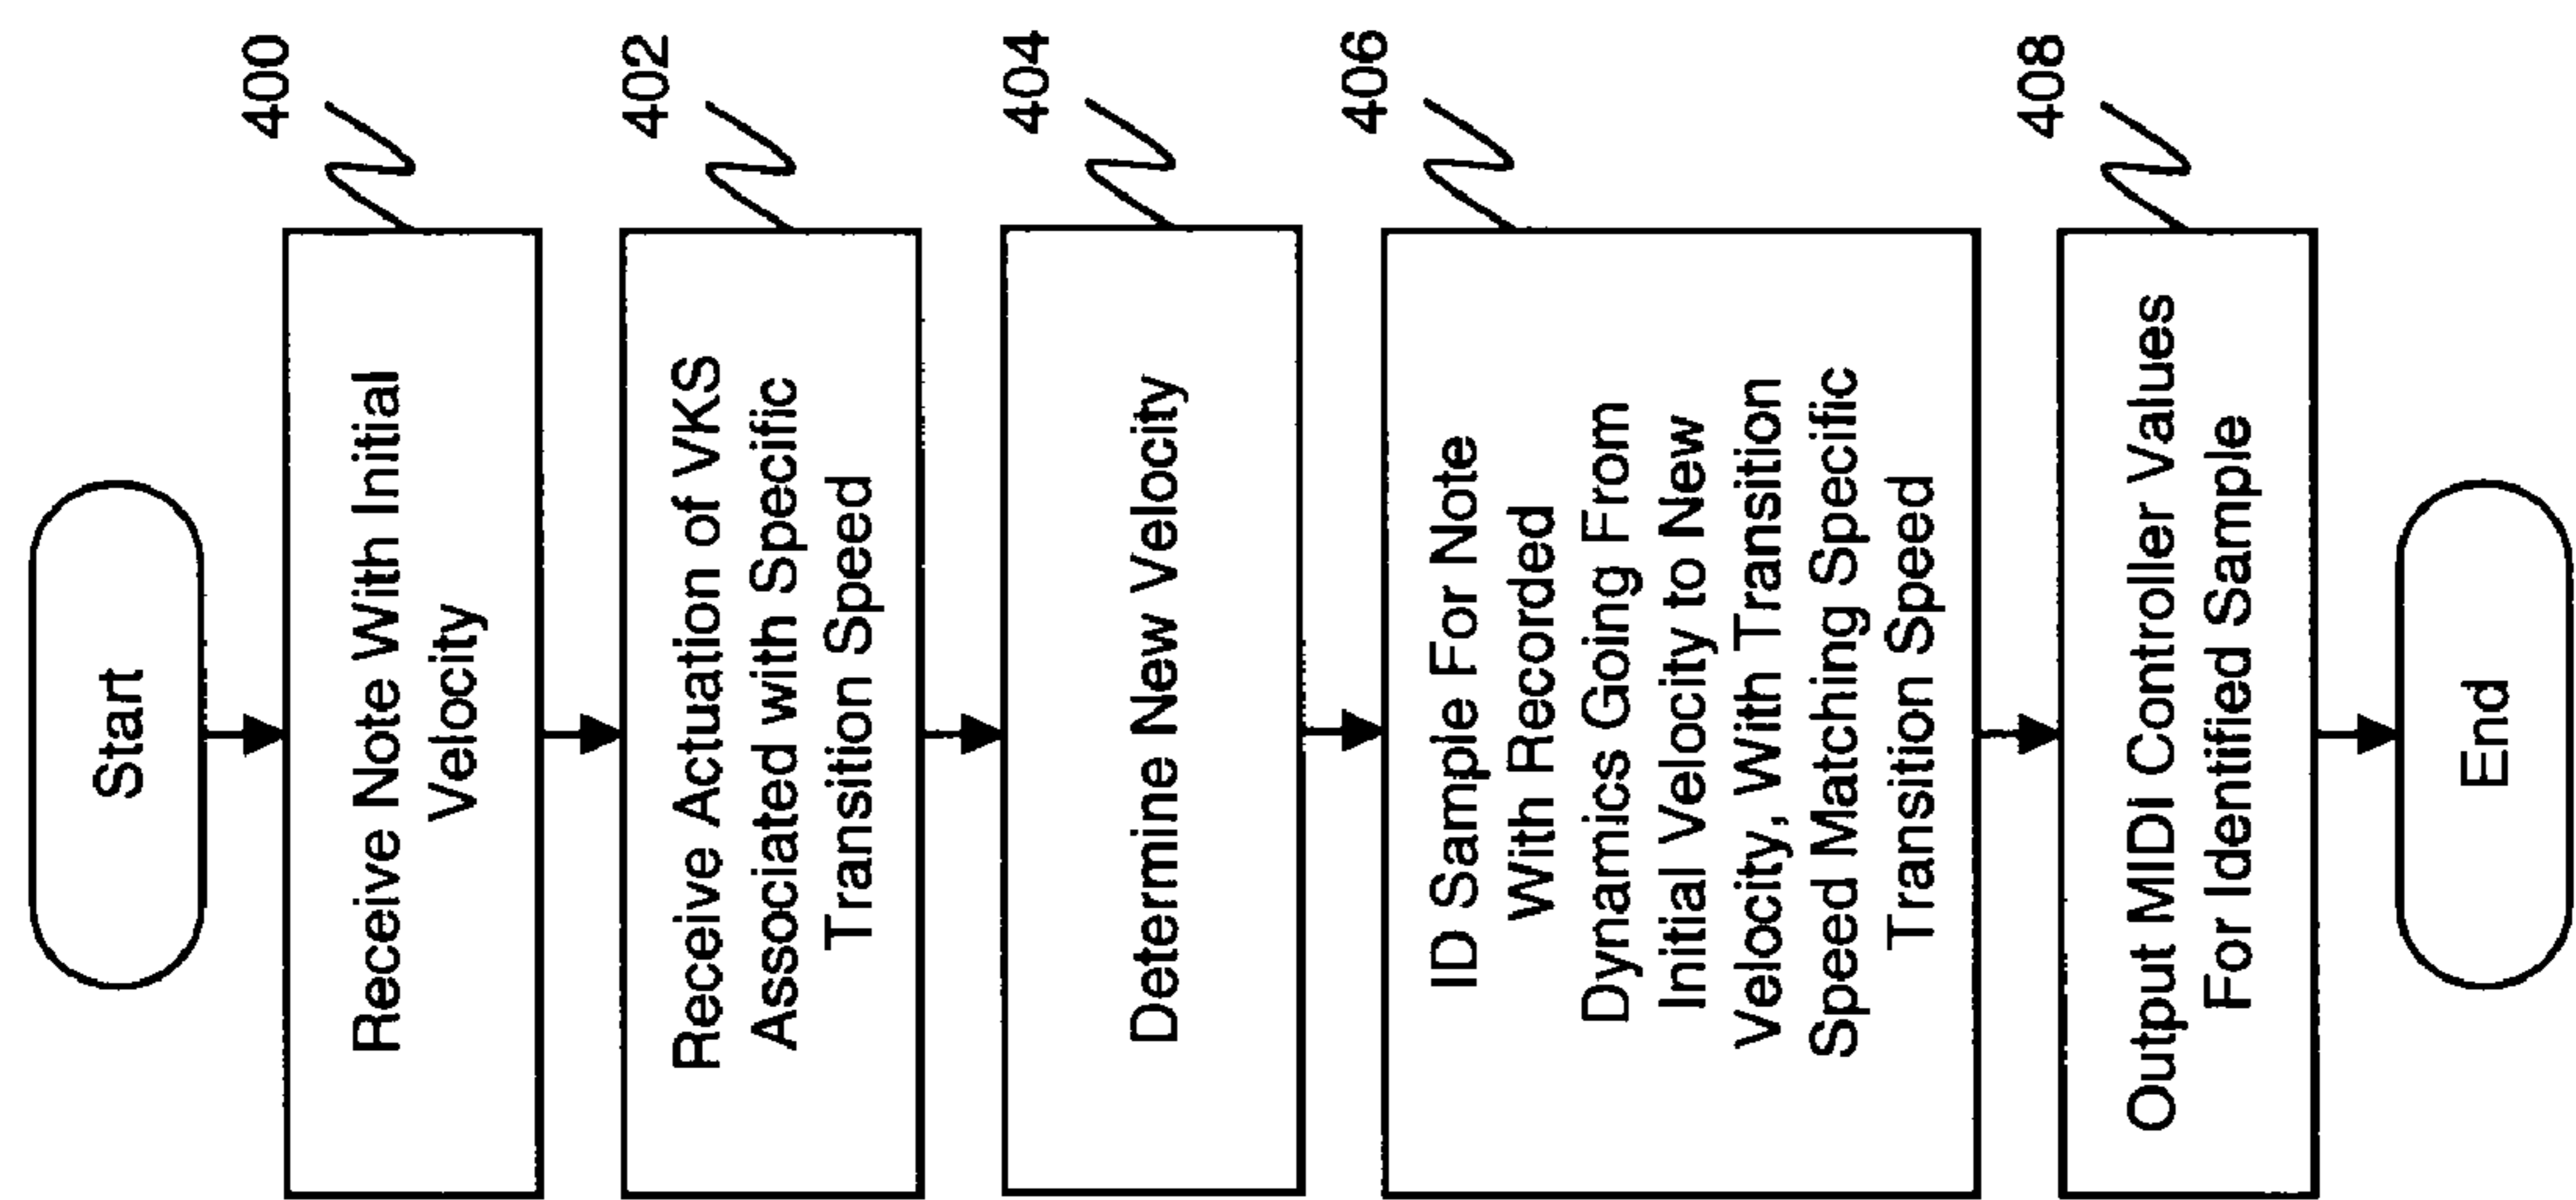 Start
400
Receive Note With Initial
Velocity
402
Receive Actuation of VKS
Associated with Specific
Transition Speed
404
Determine New Velocity
406
ID Sample For Note
With Recorded
Dynamics Going From
Initial Velocity to New
Velocity, With Transition
Speed Matching Specific
Transition Speed
408
Output MIDI Controller Values
For Identified Sample
End